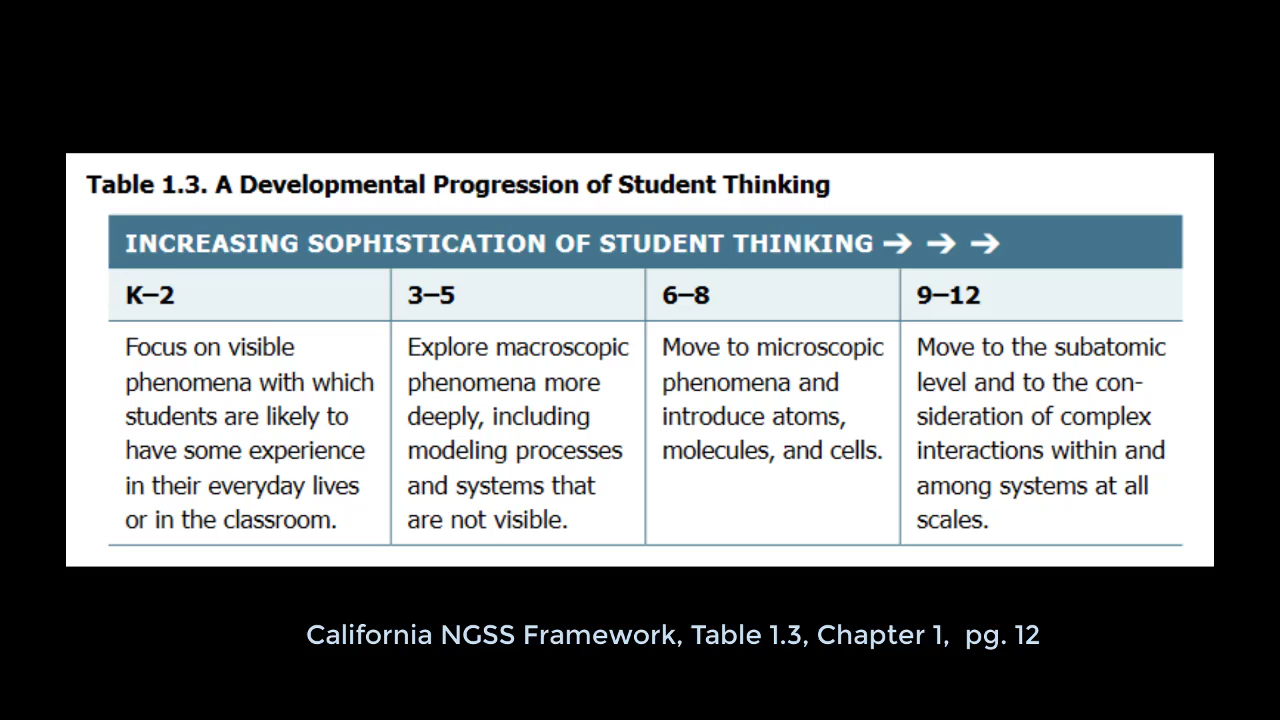 Table 1.3. A Developmental Progression of Student Thinking
INCREASING SOPHISTICATION OF STUDENT THINKING → → →
K–2
Focus on visible
phenomena with which
students are likely to
have some experience
in their everyday lives
or in the classroom.
3–5
Explore macroscopic
phenomena more
deeply, including
modeling processes
and systems that
are not visible.
6–8
Move to microscopic
phenomena and
introduce atoms,
molecules, and cells.
9–12
Move to the subatomic
level and to the con-
sideration of complex
interactions within and
among systems at all
scales.
California NGSS Framework, Table 1.3, Chapter 1, pg. 12